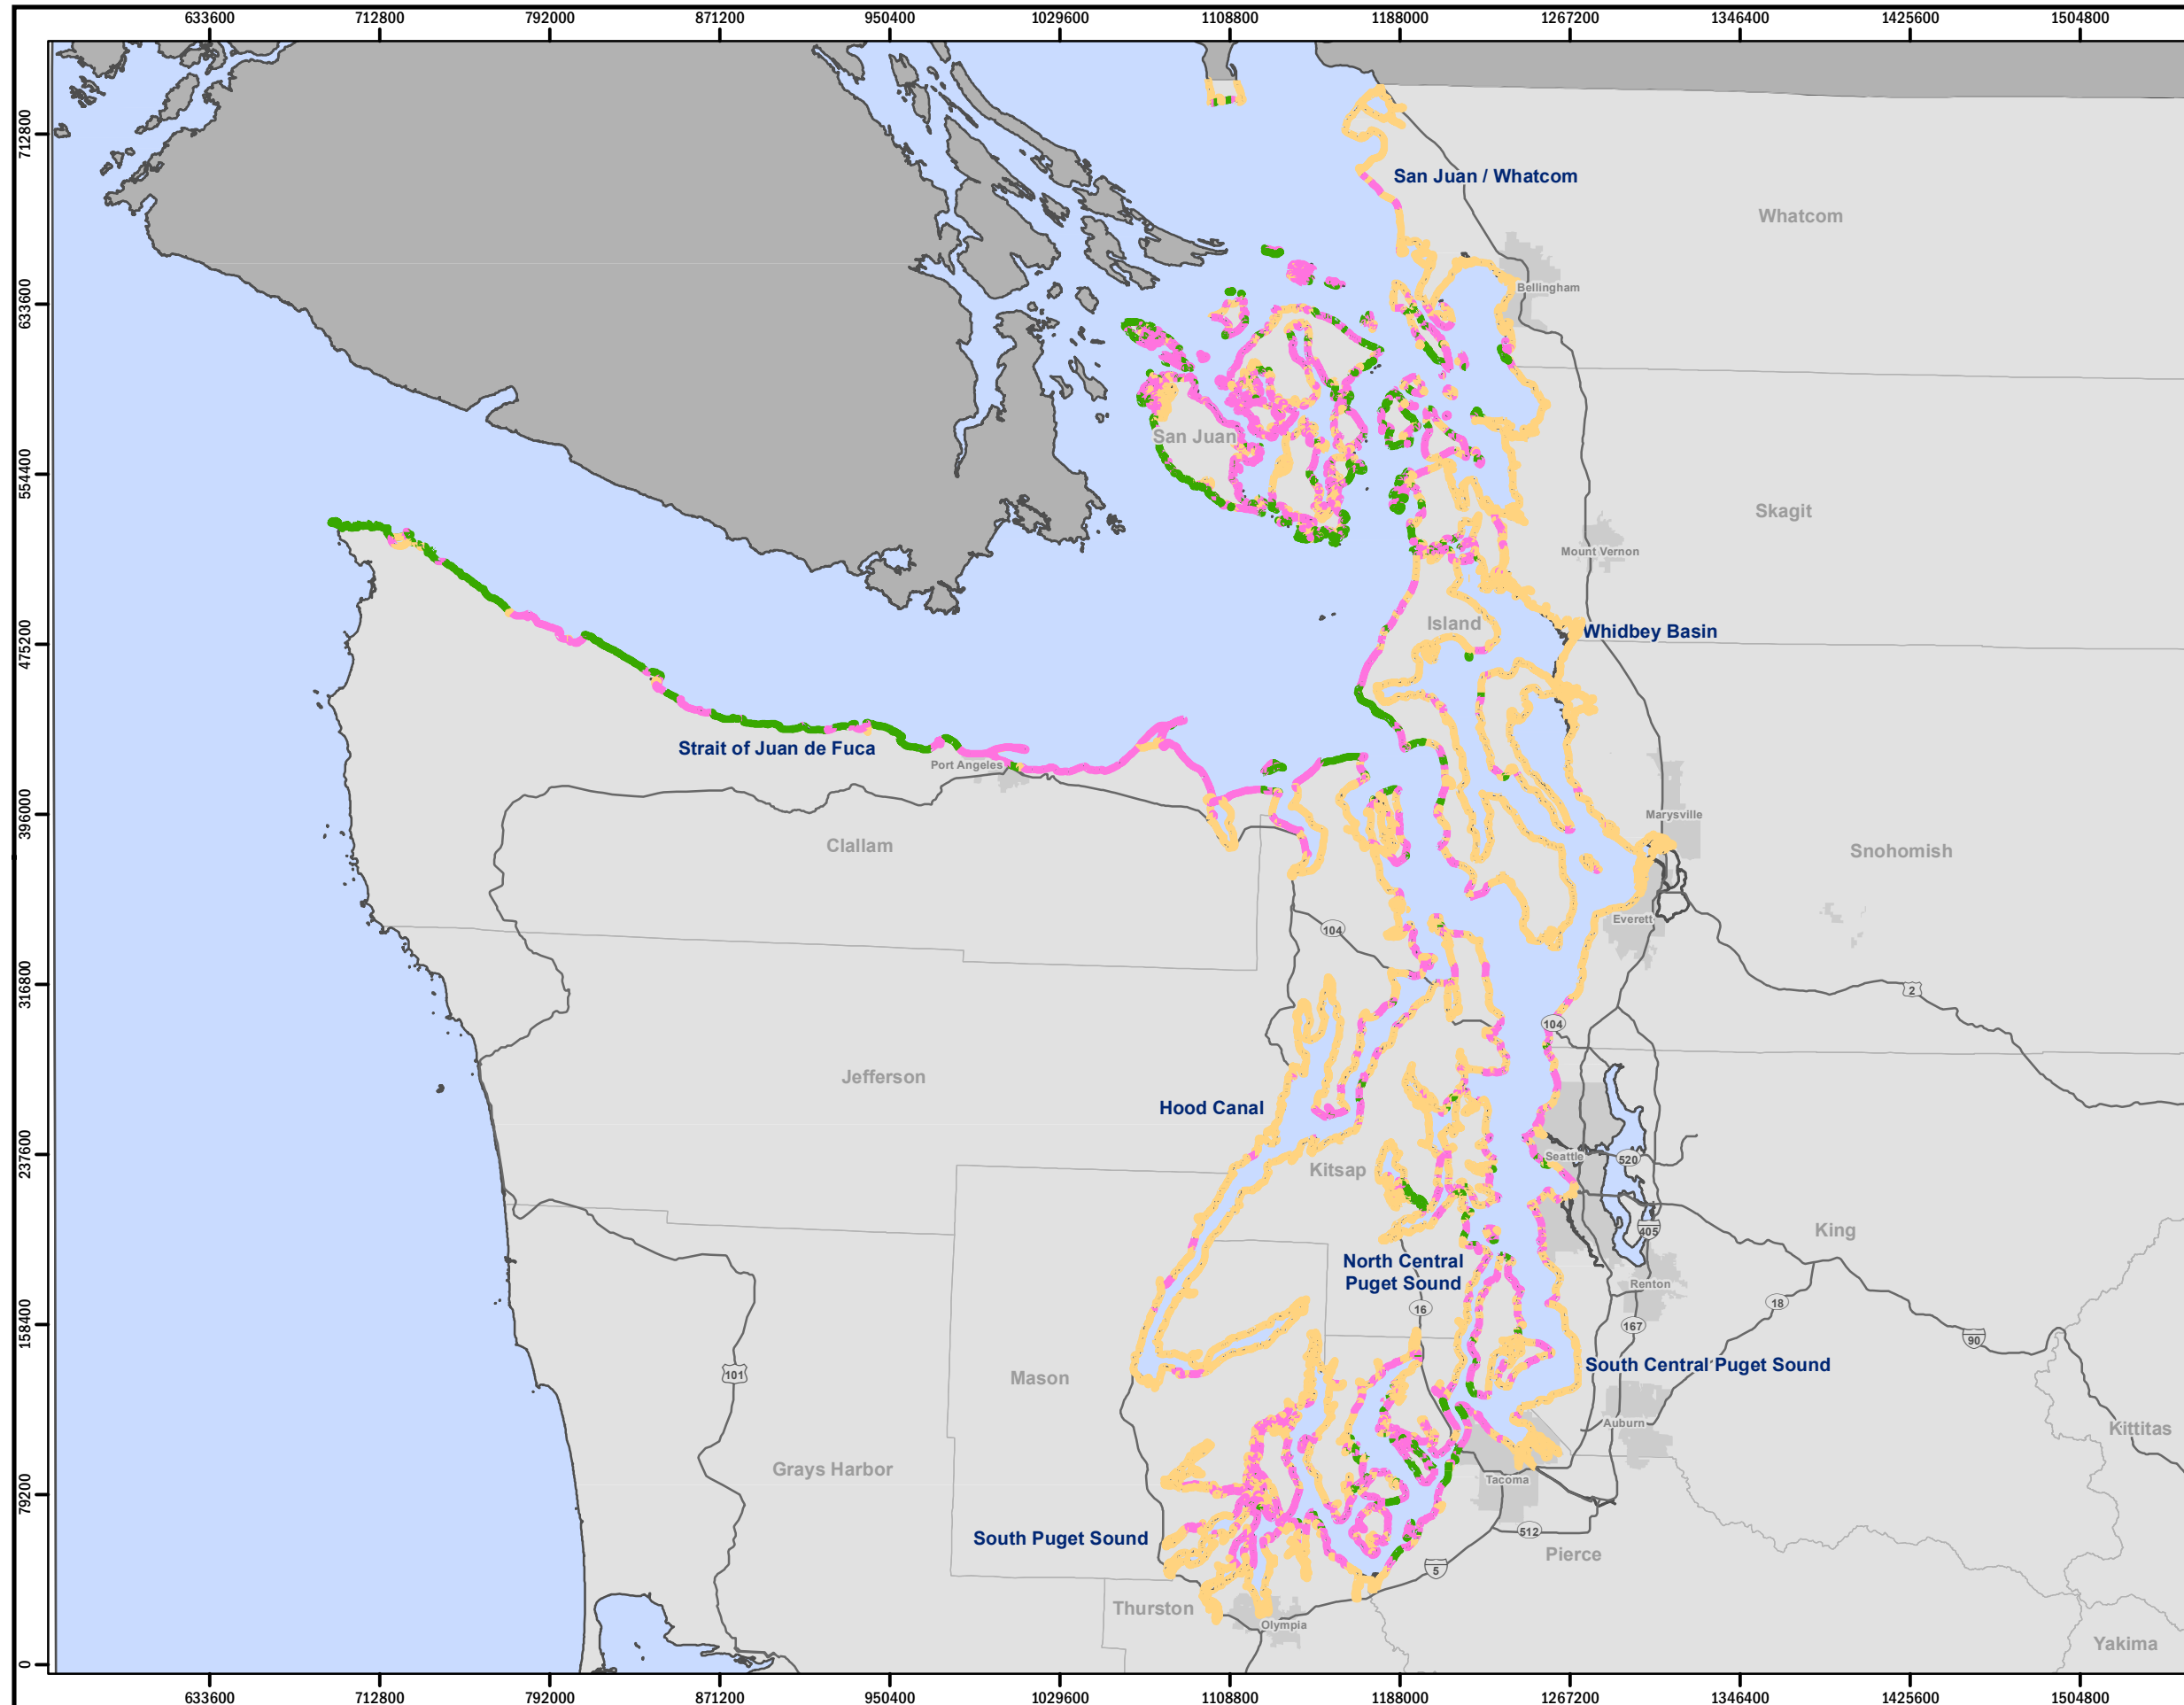 633600 712800 792000 871200 950400 1029600 1108800 1188000 1267200 1346400 1425600 1504800
712800
San Juan / Whatcom
Whatcom
Bellingham
633600
San Juan
554400
Skagit
Mount Vernon
Island
Whidbey Basin
475200
Strait of Juan de Fuca
Port Angeles
396000
Marysville
Clallam
Snohomish
Everett
104
316800
2
104
Jefferson
Hood Canal
237600
Seattle
520
Kitsap
405
King
North Central
Puget Sound
Renton
16
18
167
158400
90
South Central Puget Sound
101
Mason
Auburn
Kittitas
Grays Harbor
Tacoma
79200
512
South Puget Sound
Pierce
5
Thurston
Olympia
Yakima
0
633600 712800 792000 871200 950400 1029600 1108800 1188000 1267200 1346400 1425600 1504800